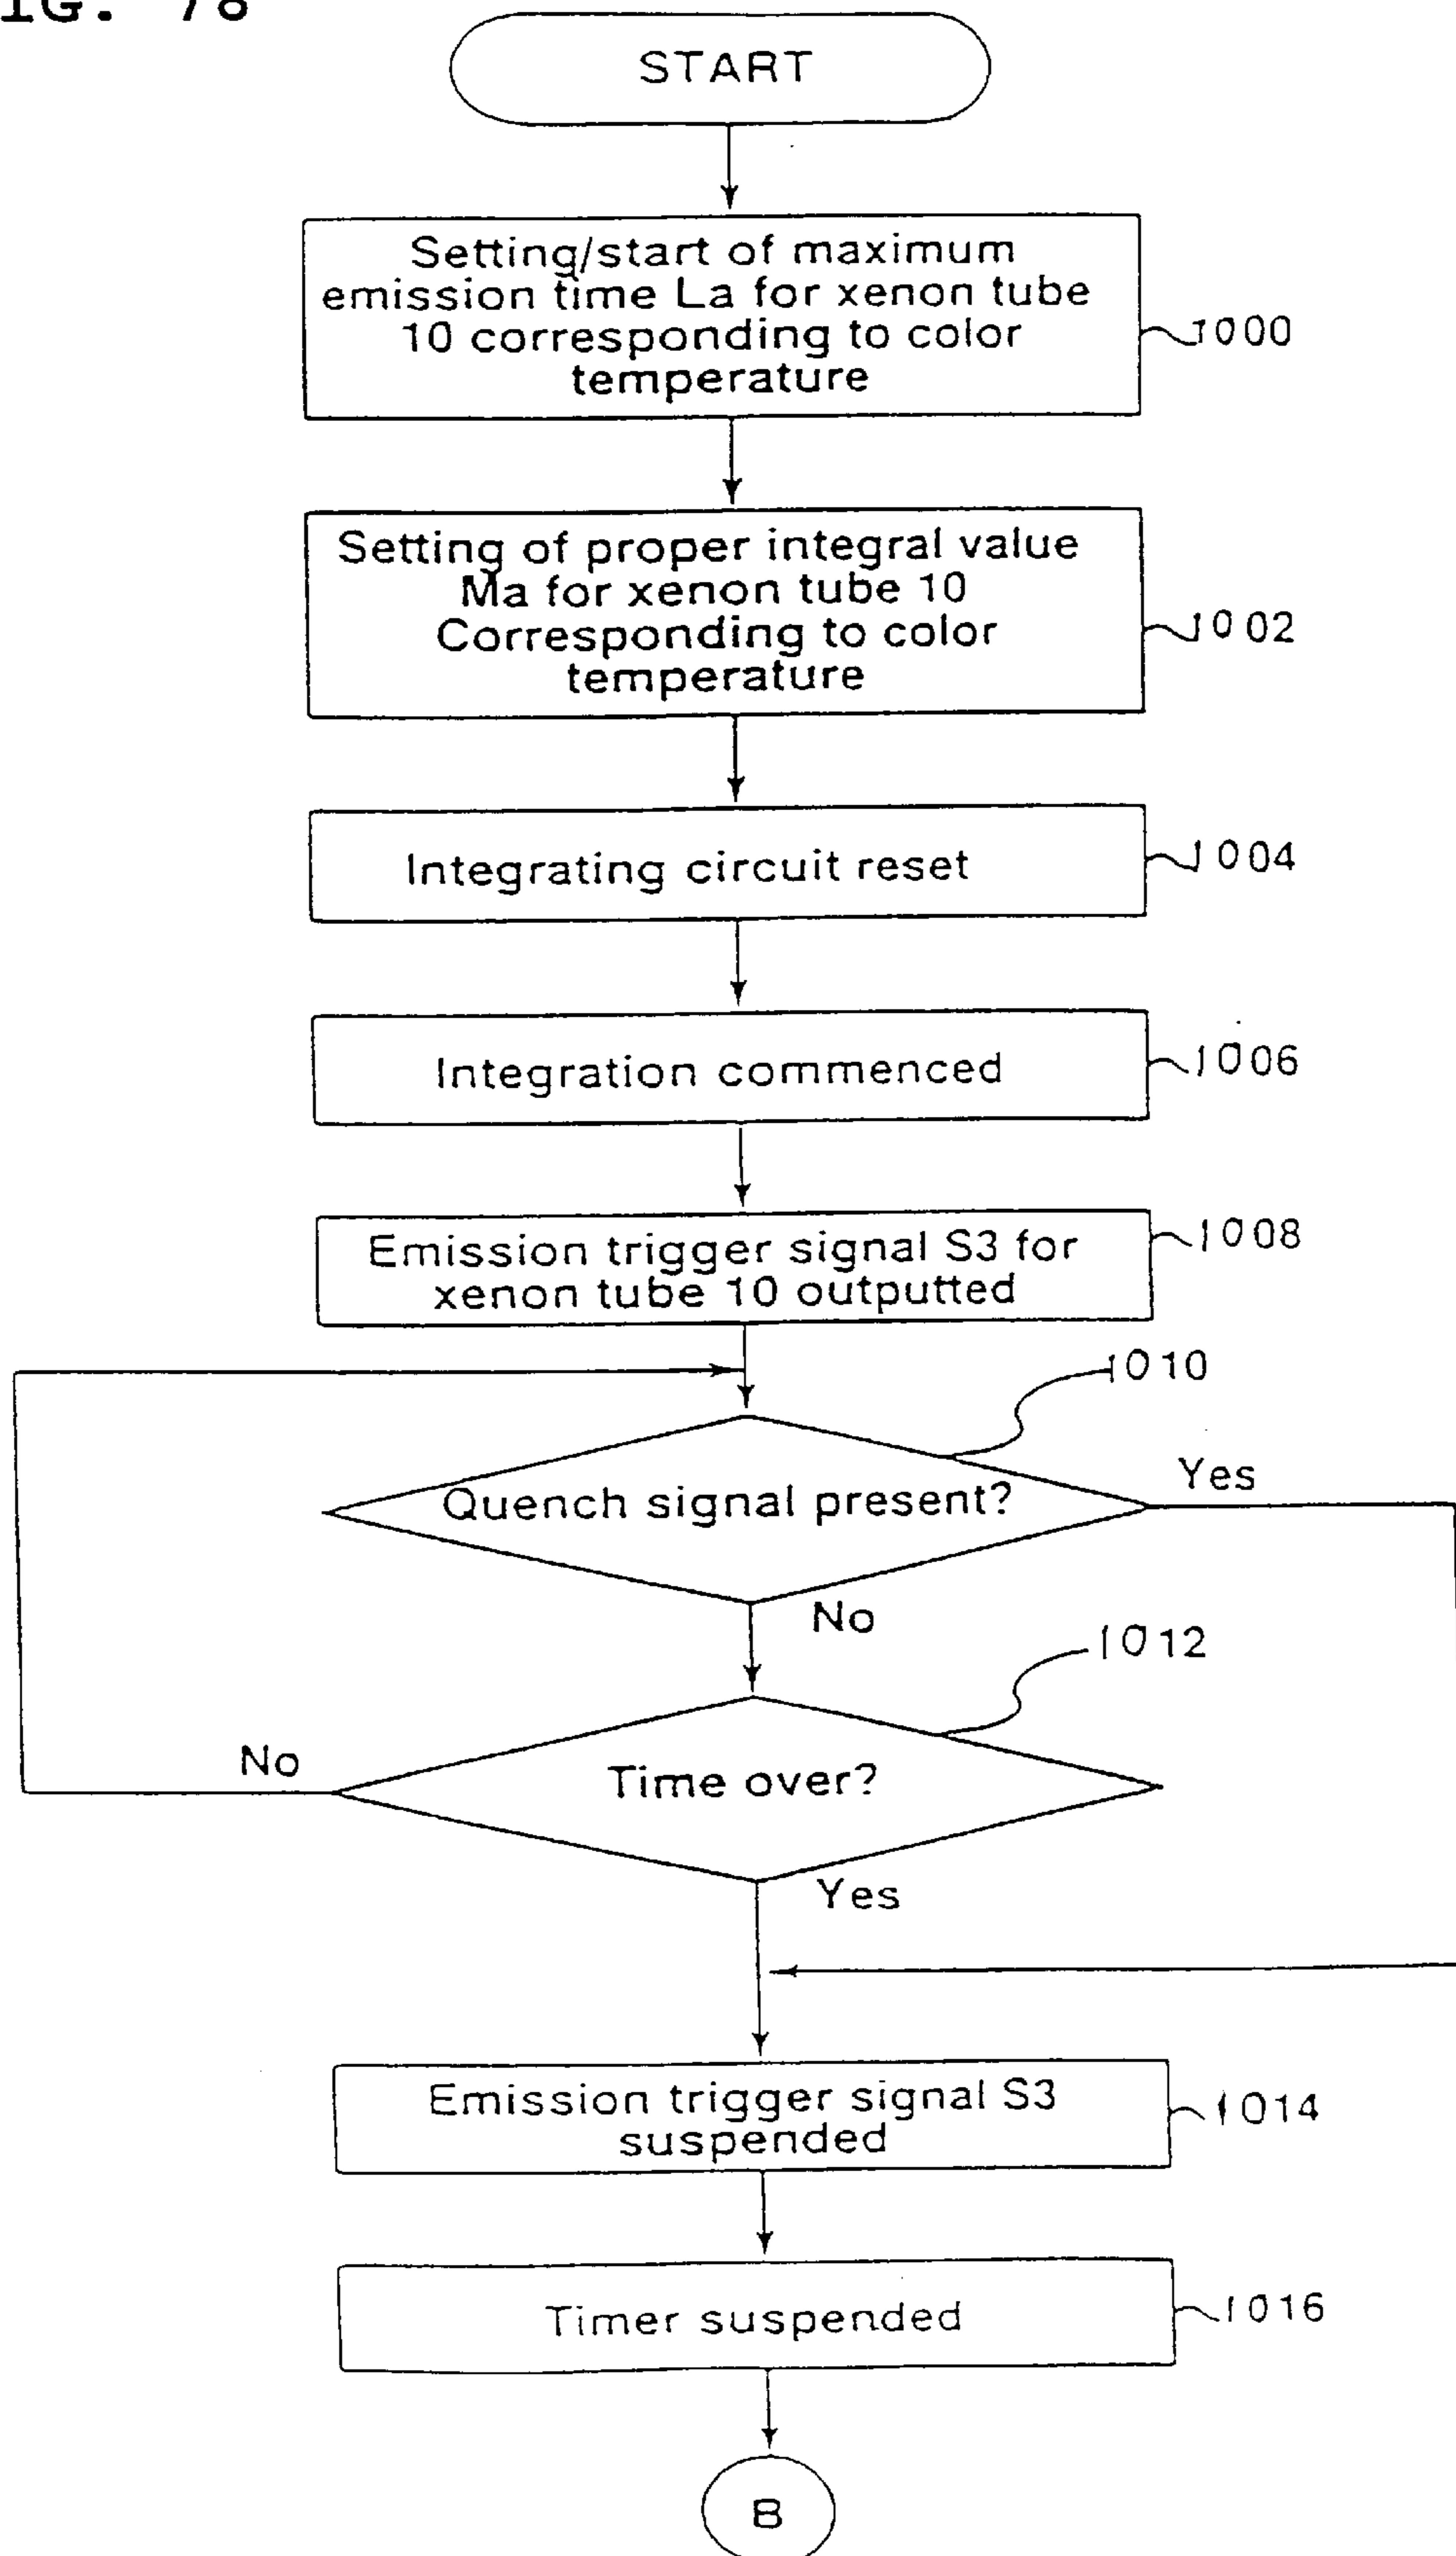 IG. 78
START
Setting/start of maximum
emission time La for xenon tube
10 corresponding to color
temperature
1000
Setting of proper integral value
Ma for xenon tube 10
Corresponding to color
temperature
1002
Integrating circuit reset
1004
Integration commenced
1006
Emission trigger signal S3 for
xenon tube 10 outputted
1008
1010
Quench signal present?
Yes
No
1012
Time over?
No
Yes
Emission trigger signal S3
suspended
1014
Timer suspended
1016
B